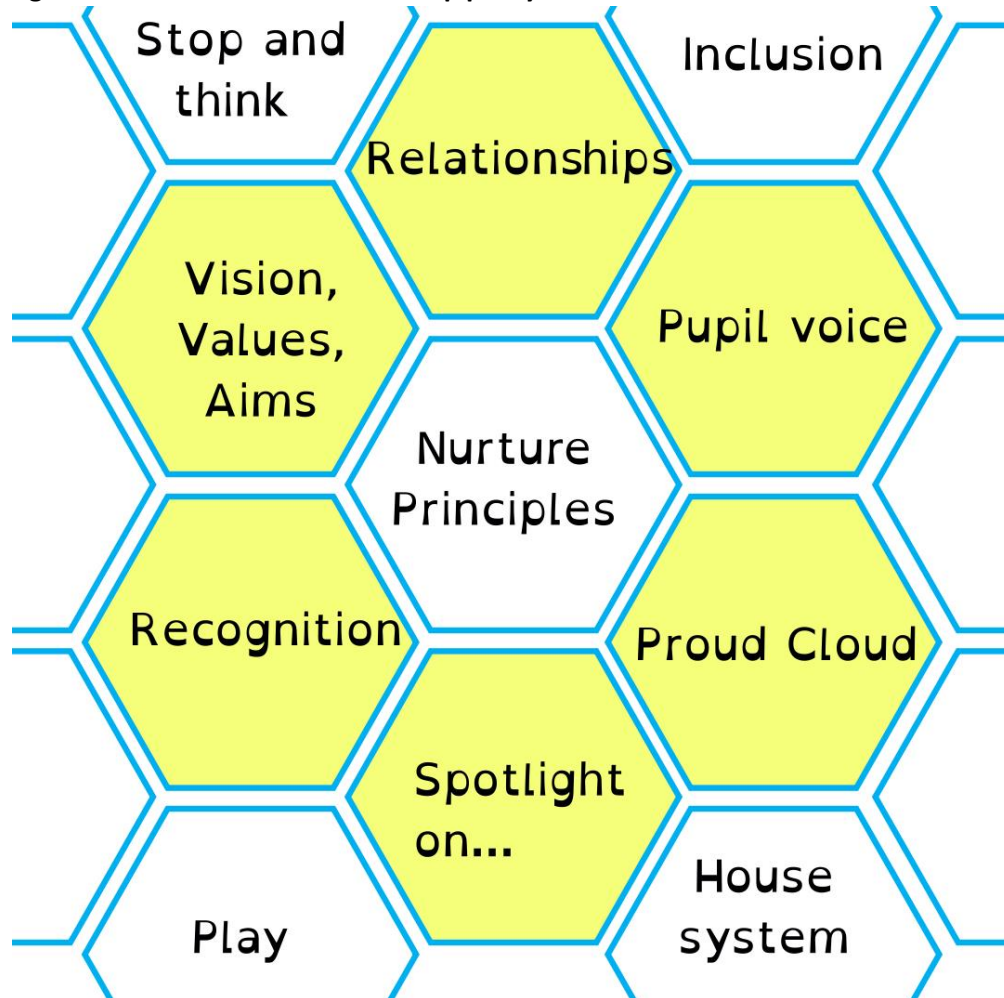 Stop and
think
Inclusion
Relationships
Vision,
Values,
Aims
Pupil voice
Nurture
Principles
Recognition
Proud Cloud
Spotlight
on...
Play
House
system